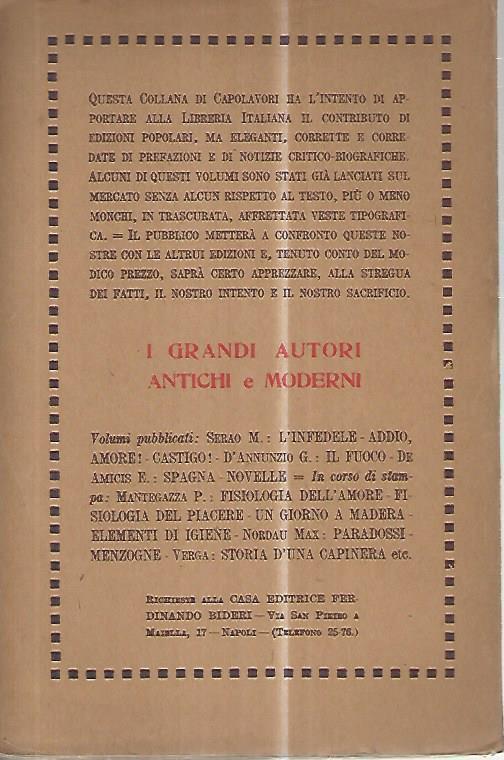 QUESTA COLLANA DI CAPOLAVORI HA L'INTENTO DI AP-
PORTARE ALLA LIBRERIA ITALIANA IL CONTRIBUTO DI
EDIZIONI POPOLARI, MA ELEGANTI, CORRETTE E CORRE-
DATE DI PREFAZIONI E DI NOTIZIE CRITICO-BIOGRAFICHE.
ALCUNI DI QUESTI VOLUMI SONO STATI GIÀ LANCIATI SUL
MERCATO SENZA ALCUN RISPETTO AL TESTO, PIÙ O MENO
MONCHI, IN TRASCURATA, AFFRETTATA VESTE TIPOGRAFI-
CA. = IL PUBBLICO METTERÀ A CONFRONTO QUESTE NO-
STRE CON LE ALTRUI EDIZIONI E, TENUTO CONTO DEL MO-
DICO PREZZO, SAPRÀ CERTO APPREZZARE, ALLA STREGUA
DEI FATTI, IL NOSTRO INTENTO E IL NOSTRO SACRIFICIO.
I GRANDI AUTORI
ANTICHI e MODERNI
Volumi pubblicati: SERAO M.: L'INFEDELE - ADDIO,
AMORE! - CASTIGO! - D'ANNUNZIO G.: IL FUOCO - DE
AMICIS E.: SPAGNA - NOVELLE = In corso di stam-
pa: MANTEGAZZA P.: FISIOLOGIA DELL'AMORE - FI-
SIOLOGIA DEL PIACERE - UN GIORNO A MADERA -
ELEMENTI DI IGIENE - NORDAU MAX: PARADOSSI -
MENZOGNE - VERGA: STORIA D'UNA CAPINERA etc.
RICHIESTE ALLA CASA EDITRICE FER-
DINANDO BIDERI — VIA SAN PIETRO A
MAIELLA, 17 — NAPOLI — (TELEFONO 25-76.)